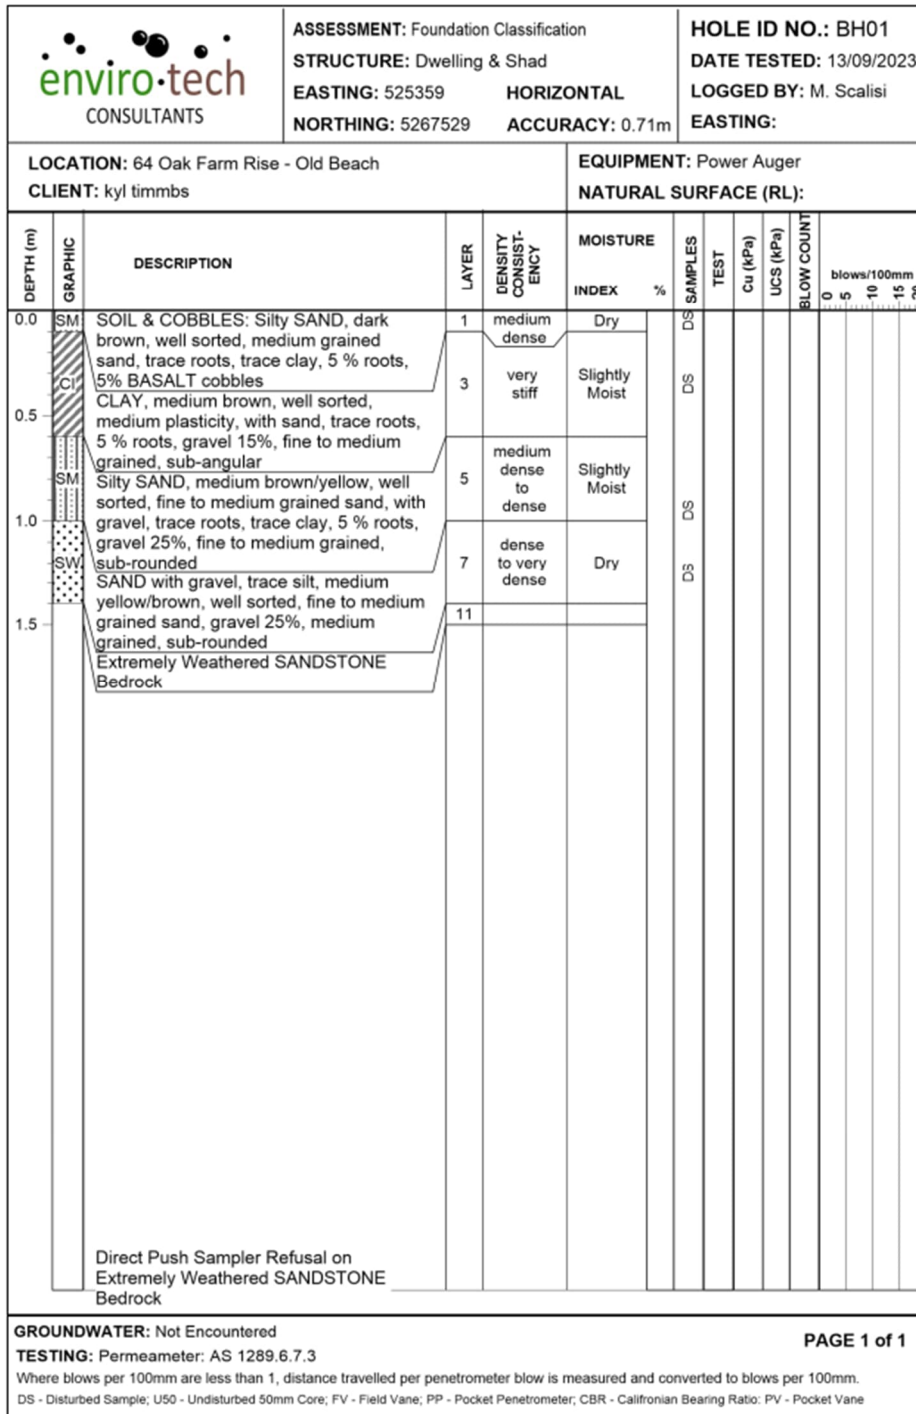 enviro·tech
CONSULTANTS
ASSESSMENT: Foundation Classification
STRUCTURE: Dwelling & Shad
EASTING: 525359 HORIZONTAL
NORTHING: 5267529 ACCURACY: 0.71m
HOLE ID NO.: BH01
DATE TESTED: 13/09/2023
LOGGED BY: M. Scalisi
EASTING:
LOCATION: 64 Oak Farm Rise - Old Beach
CLIENT: kyl timmbs
EQUIPMENT: Power Auger
NATURAL SURFACE (RL):
DEPTH (m)
GRAPHIC
DESCRIPTION
LAYER
DENSITY
CONSIST-
ENCY
MOISTURE
INDEX %
SAMPLES
TEST
Cu (kPa)
UCS (kPa)
BLOW COUNT
blows/100mm
0 5 10 15 20
0.0
SM
SOIL & COBBLES: Silty SAND, dark
brown, well sorted, medium grained
sand, trace roots, trace clay, 5 % roots,
5% BASALT cobbles
1
medium
dense
Dry
DS
CI
CLAY, medium brown, well sorted,
medium plasticity, with sand, trace roots,
5 % roots, gravel 15%, fine to medium
grained, sub-angular
3
very
stiff
Slightly
Moist
DS
0.5
SM
Silty SAND, medium brown/yellow, well
sorted, fine to medium grained sand, with
gravel, trace roots, trace clay, 5 % roots,
gravel 25%, fine to medium grained,
sub-rounded
5
medium
dense
to
dense
Slightly
Moist
DS
1.0
SW
SAND with gravel, trace silt, medium
yellow/brown, well sorted, fine to medium
grained sand, gravel 25%, medium
grained, sub-rounded
7
dense
to very
dense
Dry
DS
11
1.5
Extremely Weathered SANDSTONE
Bedrock
Direct Push Sampler Refusal on
Extremely Weathered SANDSTONE
Bedrock
GROUNDWATER: Not Encountered
PAGE 1 of 1
TESTING: Permeameter: AS 1289.6.7.3
Where blows per 100mm are less than 1, distance travelled per penetrometer blow is measured and converted to blows per 100mm.
DS - Disturbed Sample; U50 - Undisturbed 50mm Core; FV - Field Vane; PP - Pocket Penetrometer; CBR - Califronian Bearing Ratio: PV - Pocket Vane